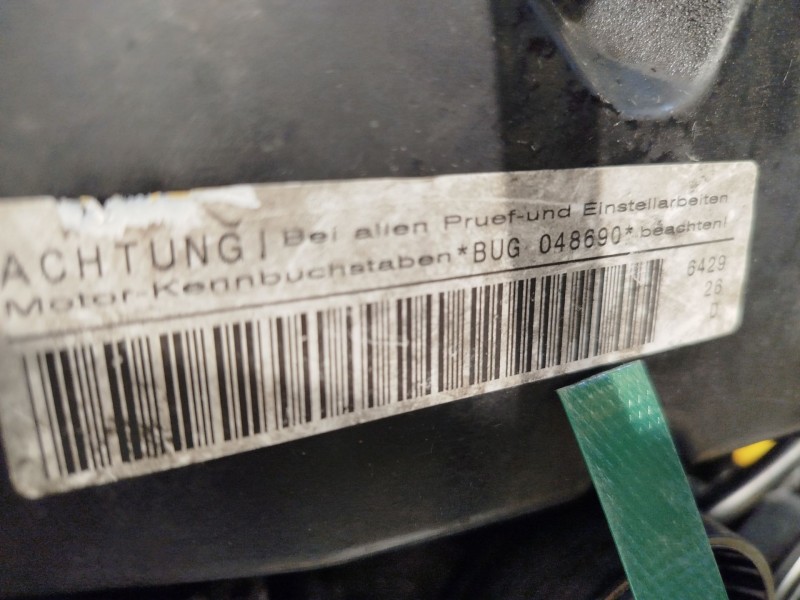 ACHTUNG! Bei allen Pruef-und Einstellarbeiten
Motor-Kennbuchstaben *BUG 048690* beachten!
6429
26
D